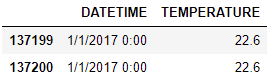 DATETIME TEMPERATURE
137199 1/1/2017 0:00 22.6
137200 1/1/2017 0:00 22.6